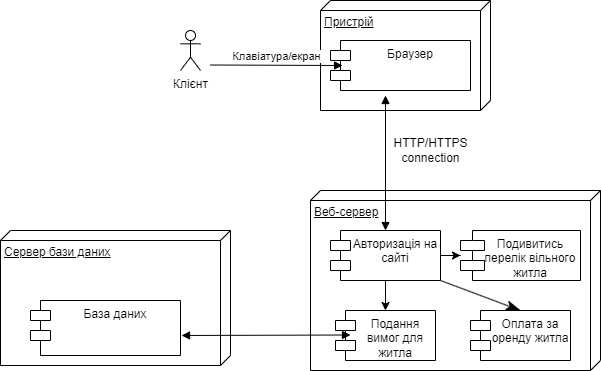 Пристрій
Клавіатура/екран
Браузер
Клієнт
HTTP/HTTPS
connection
Веб-сервер
Авторизація на
сайті
Подивитись
перелік вільного
житла
Сервер бази даних
База даних
Подання
вимог для
житла
Оплата за
оренду житла